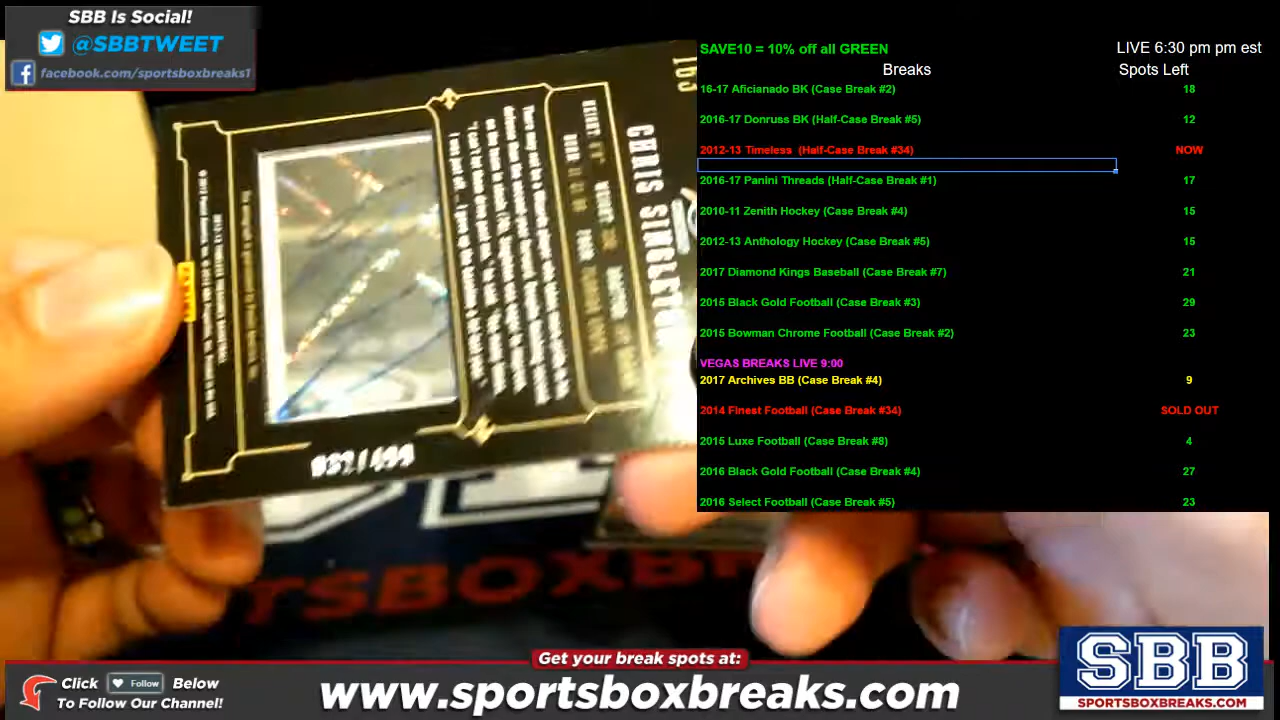 SBB Is Social!
@SBBTWEET
facebook.com/sportsboxbreaks1
SAVE10 = 10% off all GREEN
LIVE 6:30 pm pm est
Breaks Spots Left
16-17 Aficianado BK (Case Break #2) 18
2016-17 Donruss BK (Half-Case Break #5) 12
2012-13 Timeless (Half-Case Break #34) NOW
2016-17 Panini Threads (Half-Case Break #1) 17
2010-11 Zenith Hockey (Case Break #4) 15
2012-13 Anthology Hockey (Case Break #5) 15
2017 Diamond Kings Baseball (Case Break #7) 21
2015 Black Gold Football (Case Break #3) 29
2015 Bowman Chrome Football (Case Break #2) 23
VEGAS BREAKS LIVE 9:00
2017 Archives BB (Case Break #4) 9
2014 Finest Football (Case Break #34) SOLD OUT
2015 Luxe Football (Case Break #8) 4
2016 Black Gold Football (Case Break #4) 27
2016 Select Football (Case Break #5) 23
163
CHRIS SINGLETON
Get your break spots at:
www.sportsboxbreaks.com
Click Follow Below
To Follow Our Channel!
SBB
SPORTSBOXBREAKS.COM